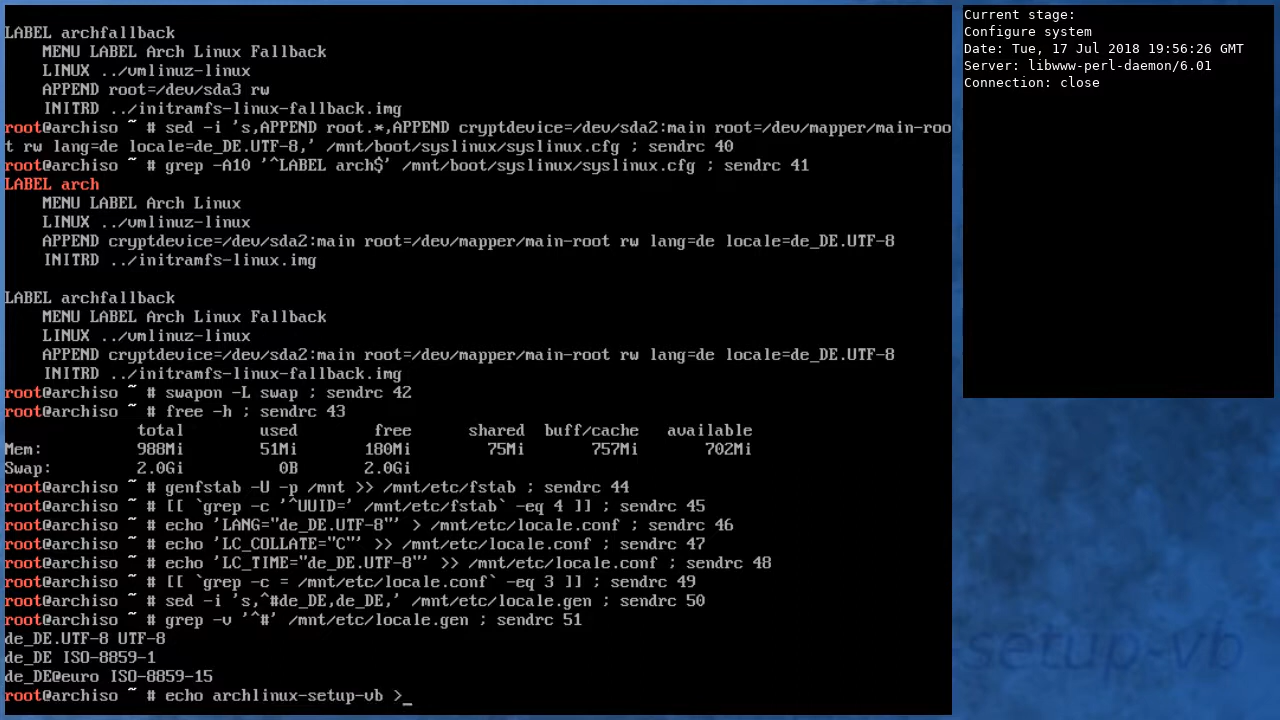 LABEL archfallback
    MENU LABEL Arch Linux Fallback
    LINUX ../vmlinuz-linux
    APPEND root=/dev/sda3 rw
    INITRD ../initramfs-linux-fallback.img
root@archiso ~ # sed -i 's,APPEND root.*,APPEND cryptdevice=/dev/sda2:main root=/dev/mapper/main-roo
t rw lang=de locale=de_DE.UTF-8,' /mnt/boot/syslinux/syslinux.cfg ; sendrc 40
root@archiso ~ # grep -A10 '^LABEL arch$' /mnt/boot/syslinux/syslinux.cfg ; sendrc 41
LABEL arch
    MENU LABEL Arch Linux
    LINUX ../vmlinuz-linux
    APPEND cryptdevice=/dev/sda2:main root=/dev/mapper/main-root rw lang=de locale=de_DE.UTF-8
    INITRD ../initramfs-linux.img

LABEL archfallback
    MENU LABEL Arch Linux Fallback
    LINUX ../vmlinuz-linux
    APPEND cryptdevice=/dev/sda2:main root=/dev/mapper/main-root rw lang=de locale=de_DE.UTF-8
    INITRD ../initramfs-linux-fallback.img
root@archiso ~ # swapon -L swap ; sendrc 42
root@archiso ~ # free -h ; sendrc 43
              total        used        free      shared  buff/cache   available
Mem:          988Mi        51Mi       180Mi        75Mi       757Mi       702Mi
Swap:         2.0Gi          0B       2.0Gi
root@archiso ~ # genfstab -U -p /mnt >> /mnt/etc/fstab ; sendrc 44
root@archiso ~ # [[ `grep -c '^UUID=' /mnt/etc/fstab` -eq 4 ]] ; sendrc 45
root@archiso ~ # echo 'LANG="de_DE.UTF-8"' > /mnt/etc/locale.conf ; sendrc 46
root@archiso ~ # echo 'LC_COLLATE="C"' >> /mnt/etc/locale.conf ; sendrc 47
root@archiso ~ # echo 'LC_TIME="de_DE.UTF-8"' >> /mnt/etc/locale.conf ; sendrc 48
root@archiso ~ # [[ `grep -c = /mnt/etc/locale.conf` -eq 3 ]] ; sendrc 49
root@archiso ~ # sed -i 's,^#de_DE,de_DE,' /mnt/etc/locale.gen ; sendrc 50
root@archiso ~ # grep -v '^#' /mnt/etc/locale.gen ; sendrc 51
de_DE.UTF-8 UTF-8
de_DE ISO-8859-1
de_DE@euro ISO-8859-15
root@archiso ~ # echo archlinux-setup-vb >_
Current stage:
Configure system
Date: Tue, 17 Jul 2018 19:56:26 GMT
Server: libwww-perl-daemon/6.01
Connection: close
-setup-vb